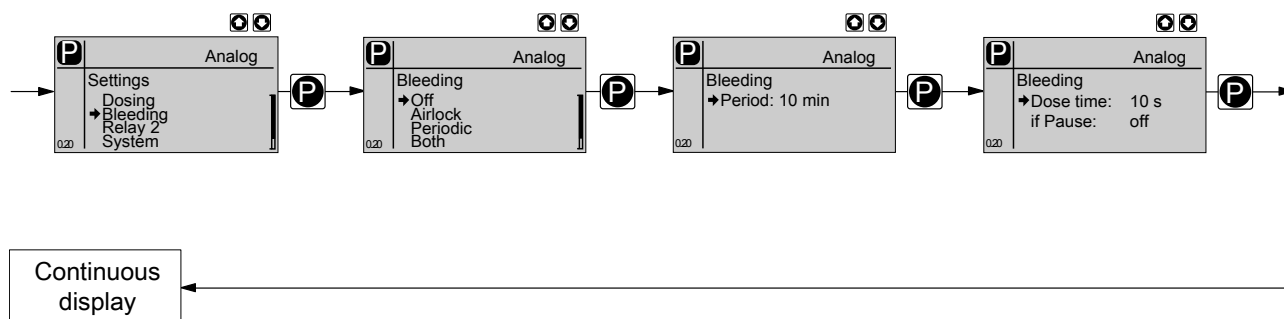 P Analog
Settings
Dosing
Bleeding
Relay 2
System
0.20
P
P Analog
Bleeding
Off
Airlock
Periodic
Both
0.20
P
P Analog
Bleeding
Period: 10 min
0.20
P
P Analog
Bleeding
Dose time: 10 s
if Pause: off
0.20
P
Continuous
display